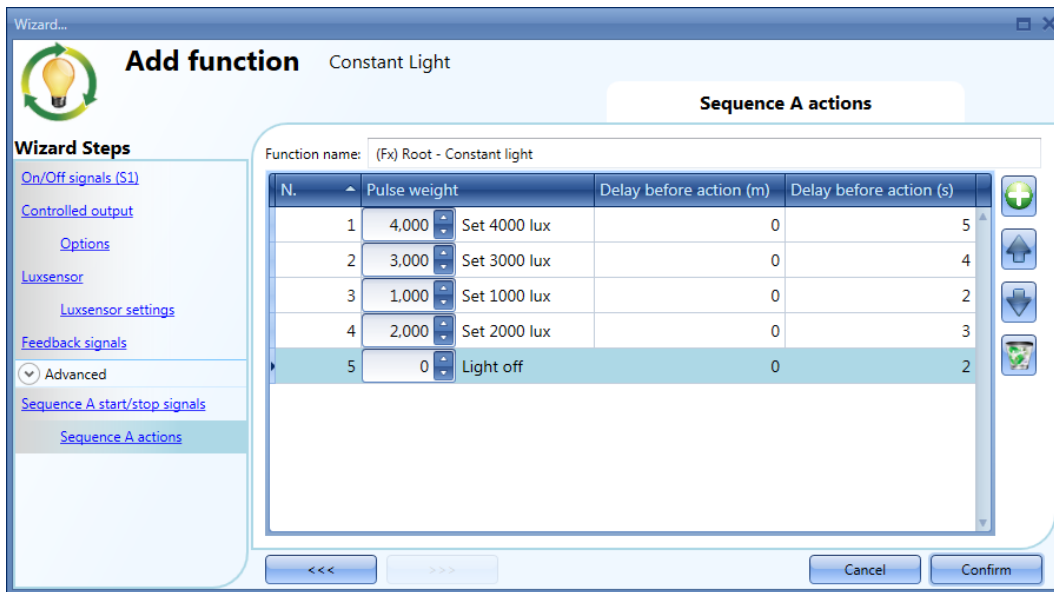 Wizard...
Add function Constant Light
Sequence A actions
Wizard Steps
On/Off signals (S1)
Controlled output
Options
Luxsensor
Luxsensor settings
Feedback signals
Advanced
Sequence A start/stop signals
Sequence A actions
Function name: (Fx) Root - Constant light
N. Pulse weight Delay before action (m) Delay before action (s)
1 4,000 Set 4000 lux 0 5
2 3,000 Set 3000 lux 0 4
3 1,000 Set 1000 lux 0 2
4 2,000 Set 2000 lux 0 3
5 0 Light off 0 2
<<< >>> Cancel Confirm